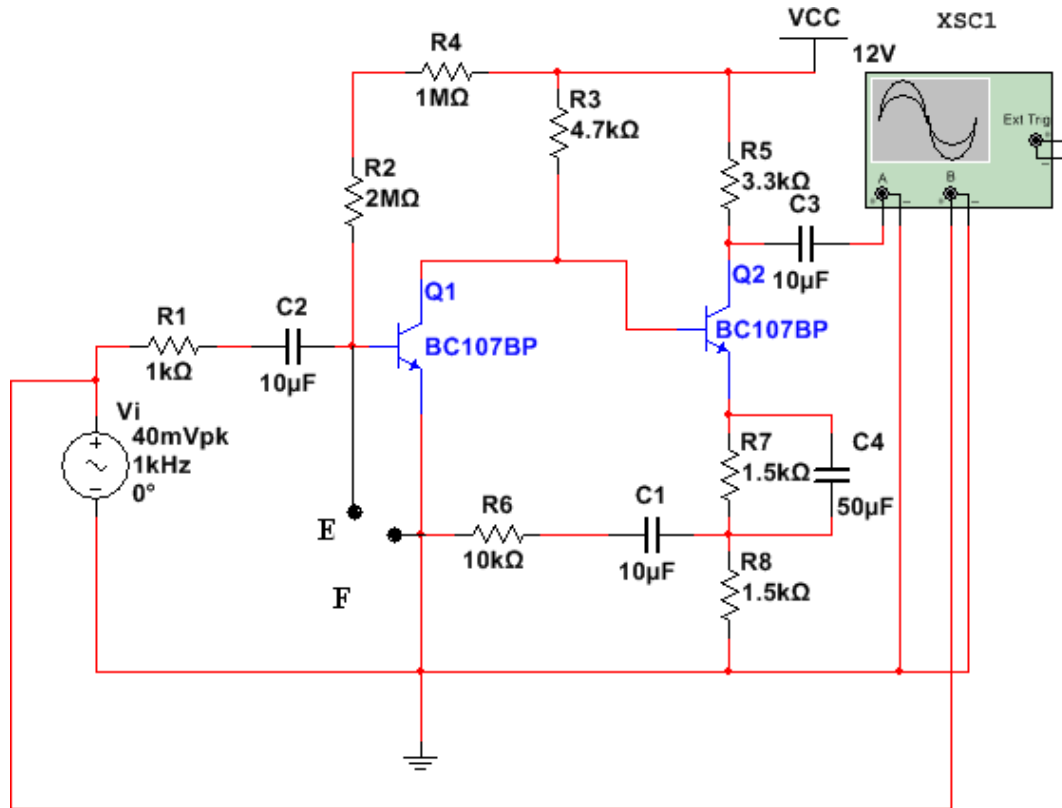 VCC
XSC1
12V
R4
1MΩ
R3
4.7kΩ
Ext Trig
+
−
A
B
+ − + −
R5
3.3kΩ
R2
2MΩ
C3
10µF
Q1
Q2
BC107BP
BC107BP
R1
1kΩ
C2
10µF
Vi
40mVpk
1kHz
0°
R7
1.5kΩ
C4
50µF
E
R6
10kΩ
C1
10µF
F
R8
1.5kΩ